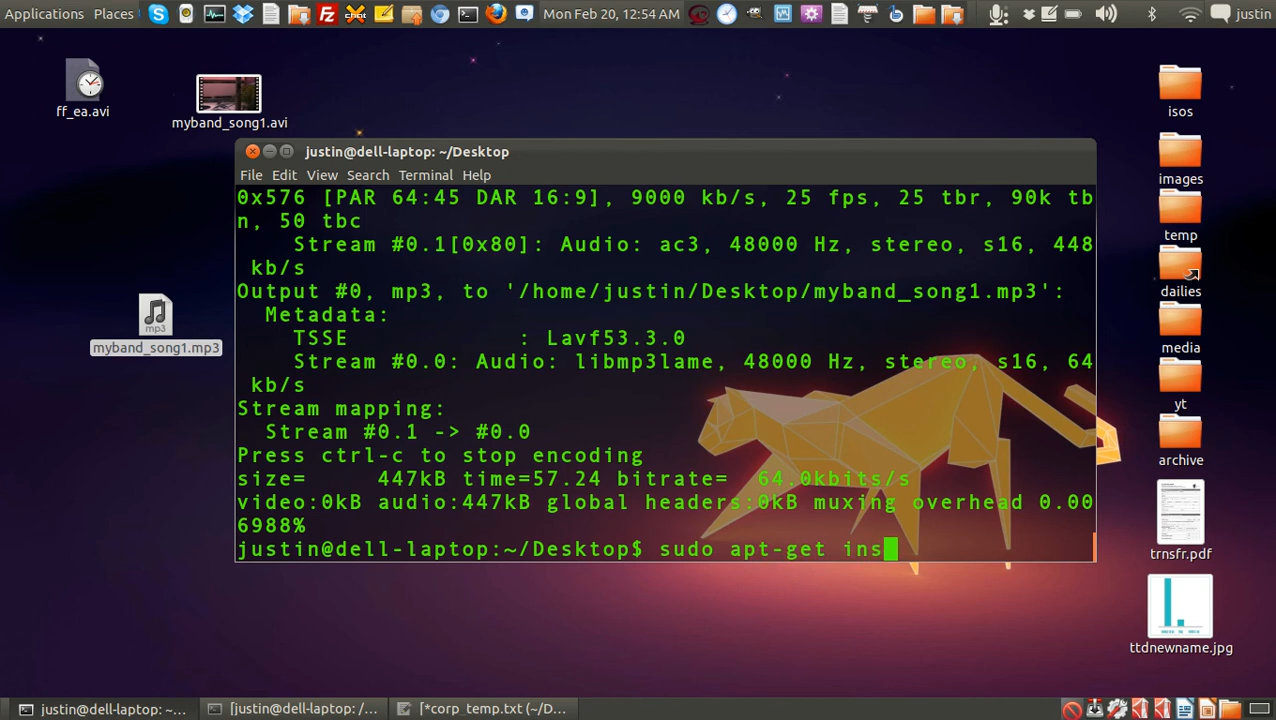 Applications Places Mon Feb 20, 12:54 AM justin
ff_ea.avi
myband_song1.avi
myband_song1.mp3
mp3
justin@dell-laptop: ~/Desktop
File Edit View Search Terminal Help
0x576 [PAR 64:45 DAR 16:9], 9000 kb/s, 25 fps, 25 tbr, 90k tb
n, 50 tbc
Stream #0.1[0x80]: Audio: ac3, 48000 Hz, stereo, s16, 448
kb/s
Output #0, mp3, to '/home/justin/Desktop/myband_song1.mp3':
Metadata:
TSSE : Lavf53.3.0
Stream #0.0: Audio: libmp3lame, 48000 Hz, stereo, s16, 64
kb/s
Stream mapping:
Stream #0.1 -> #0.0
Press ctrl-c to stop encoding
size= 447kB time=57.24 bitrate= 64.0kbits/s
video:0kB audio:447kB global headers:0kB muxing overhead 0.00
6988%
justin@dell-laptop:~/Desktop$ sudo apt-get ins
isos
images
temp
dailies
media
yt
archive
trnsfr.pdf
ttdnewname.jpg
justin@dell-laptop: ~/... [justin@dell-laptop: /... [*corp_temp.txt (~/D...